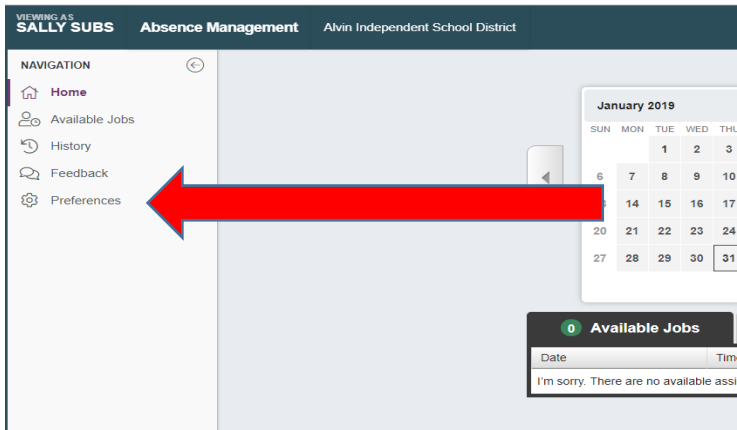 VIEWING AS
SALLY SUBS Absence Management Alvin Independent School District
NAVIGATION
Home
Available Jobs
History
Feedback
Preferences
January 2019
SUN MON TUE WED THU
1 2 3
6 7 8 9 10
14 15 16 17
20 21 22 23 24
27 28 29 30 31
0 Available Jobs
Date
I'm sorry. There are no available